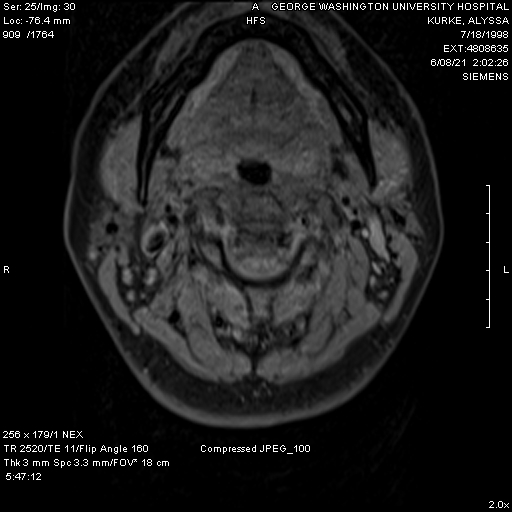 Ser: 25/Img: 30
Loc: -76.4 mm
909 /1764
A
HFS
GEORGE WASHINGTON UNIVERSITY HOSPITAL
KURKE, ALYSSA
7/18/1998
EXT:4808635
6/08/21 2:02:26
SIEMENS
R
L
256 x 179/1 NEX
TR 2520/TE 11/Flip Angle 160
Thk 3 mm Spc 3.3 mm/FOV* 18 cm
5:47:12
Compressed JPEG_100
2.0x